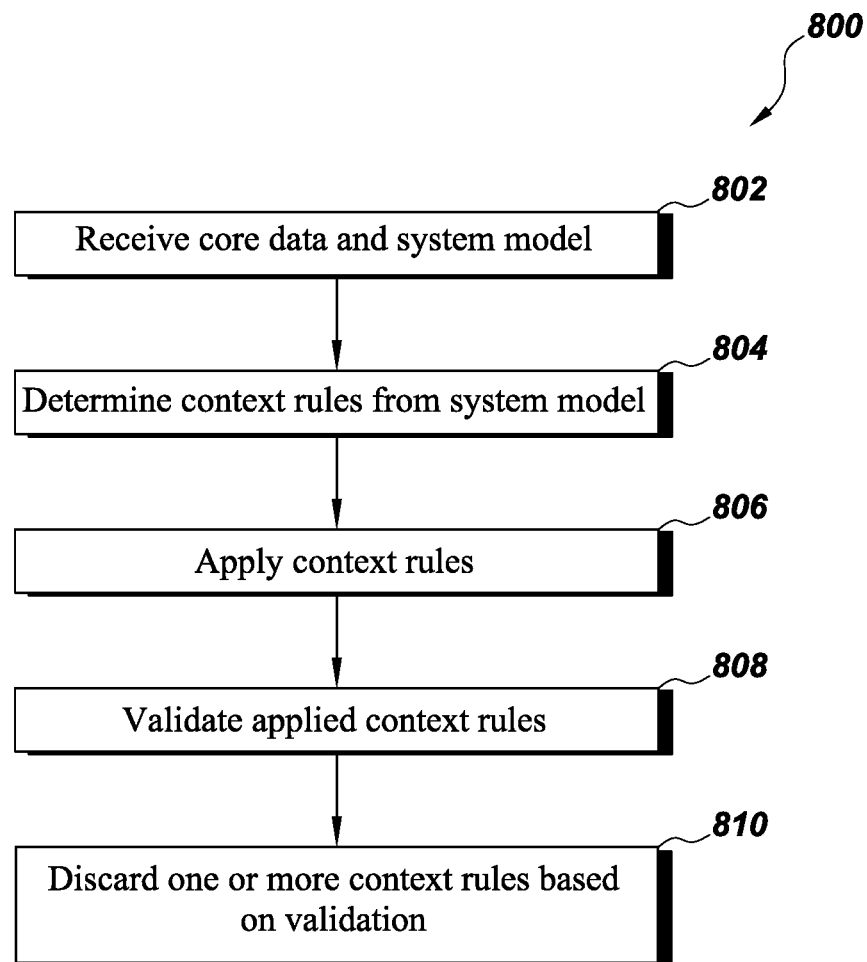 800
802
Receive core data and system model
804
Determine context rules from system model
806
Apply context rules
808
Validate applied context rules
810
Discard one or more context rules based
on validation